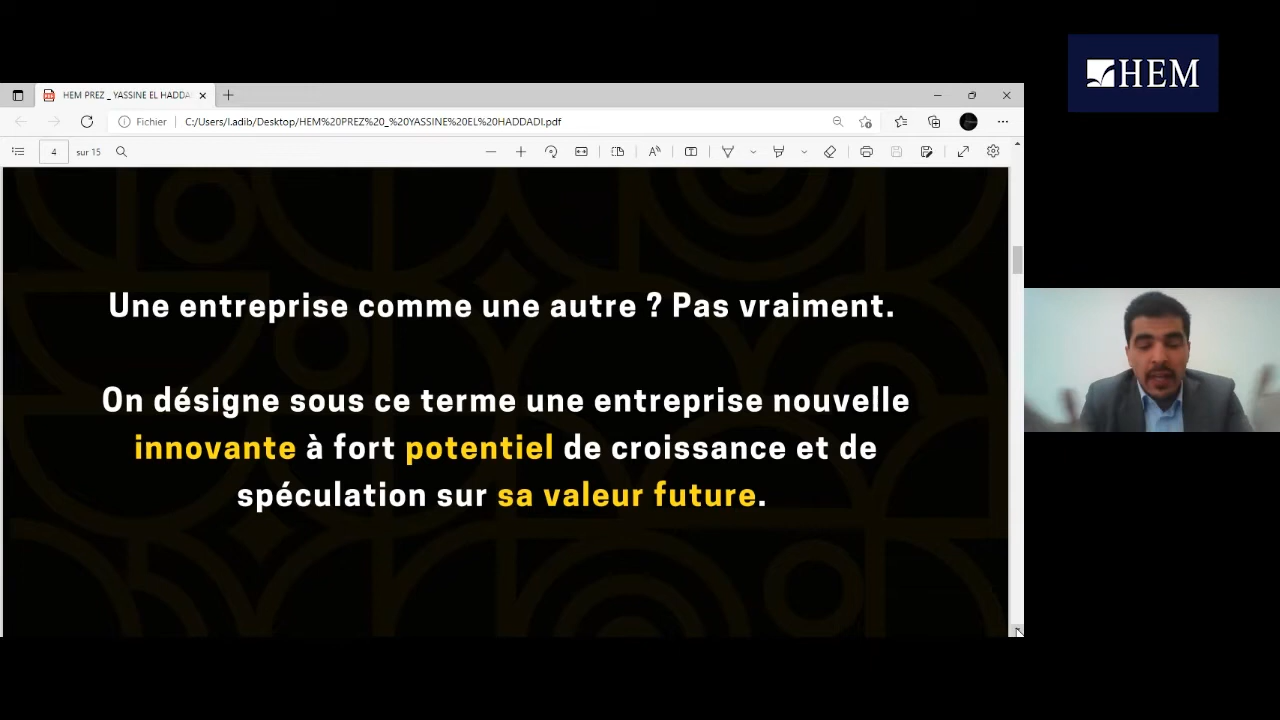 HEM
HEM PREZ _ YASSINE EL HADDA
Fichier
C:/Users/l.adib/Desktop/HEM%20PREZ%20_%20YASSINE%20EL%20HADDADI.pdf
4 sur 15
Une entreprise comme une autre ? Pas vraiment.
On désigne sous ce terme une entreprise nouvelle
innovante à fort potentiel de croissance et de
spéculation sur sa valeur future.